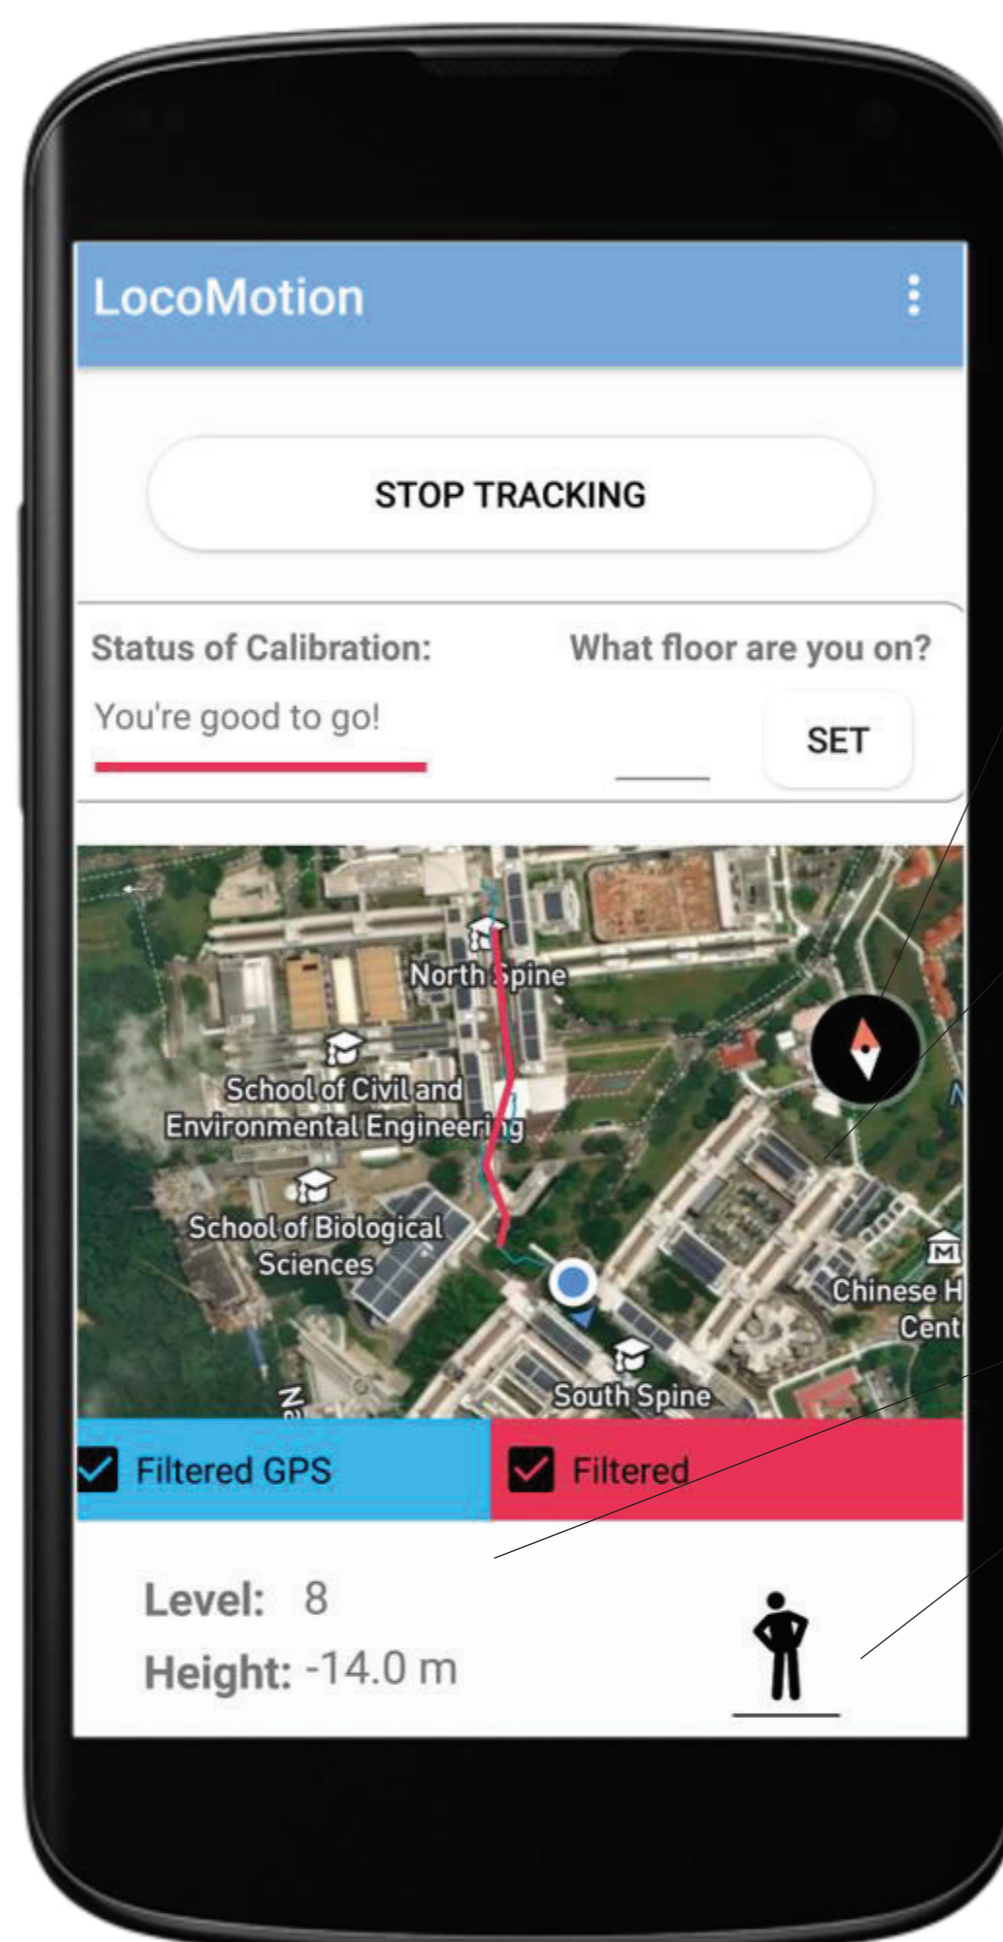 LocoMotion
STOP TRACKING
Status of Calibration:
What floor are you on?
You're good to go!
SET
North Spine
School of Civil and
Environmental Engineering
School of Biological
Sciences
Chinese H
Cent
South Spine
Na
Filtered GPS
Filtered
Level: 8
Height: -14.0 m